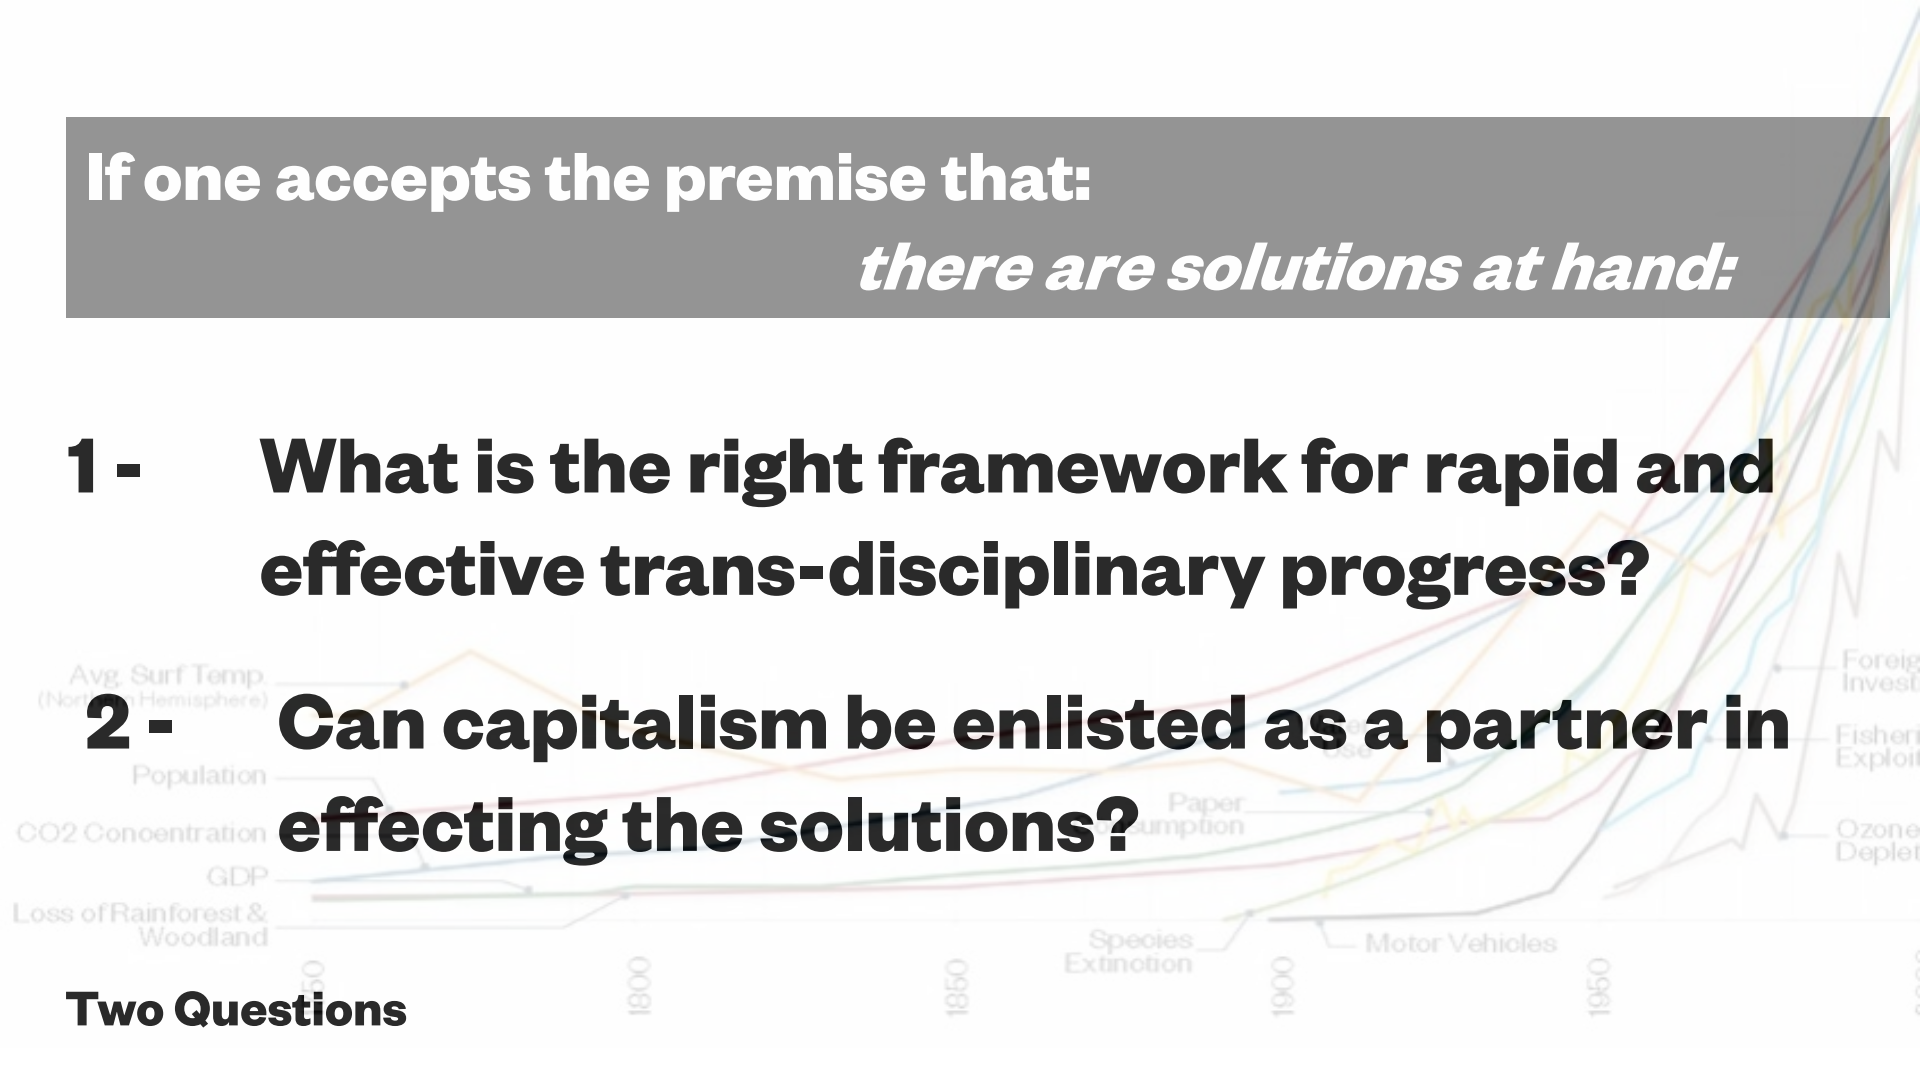 If one accepts the premise that:
there are solutions at hand:
1 - What is the right framework for rapid and
effective trans-disciplinary progress?
2 - Can capitalism be enlisted as a partner in
effecting the solutions?
Avg. Surf Temp.
(Northern Hemisphere)
Population
CO2 Concentration
GDP
Loss of Rainforest &
Woodland
Paper
Species
Extinction
Motor Vehicles
1800
1850
1900
1950
Two Questions